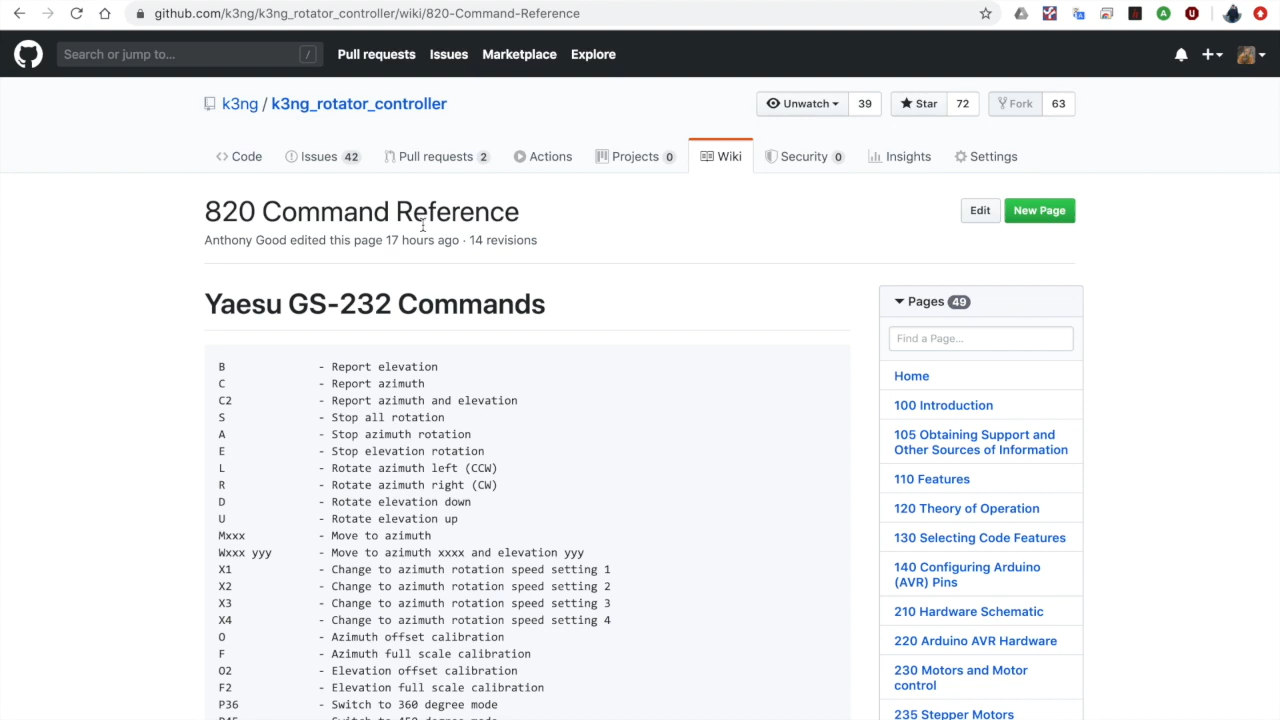 github.com/k3ng/k3ng_rotator_controller/wiki/820-Command-Reference
Search or jump to... /
Pull requests Issues Marketplace Explore
k3ng / k3ng_rotator_controller
Unwatch 39 Star 72 Fork 63
Code Issues 42 Pull requests 2 Actions Projects 0 Wiki Security 0 Insights Settings
820 Command Reference
Edit New Page
Anthony Good edited this page 17 hours ago · 14 revisions
Yaesu GS-232 Commands
B - Report elevation
C - Report azimuth
C2 - Report azimuth and elevation
S - Stop all rotation
A - Stop azimuth rotation
E - Stop elevation rotation
L - Rotate azimuth left (CCW)
R - Rotate azimuth right (CW)
D - Rotate elevation down
U - Rotate elevation up
Mxxx - Move to azimuth
Wxxx yyy - Move to azimuth xxxx and elevation yyy
X1 - Change to azimuth rotation speed setting 1
X2 - Change to azimuth rotation speed setting 2
X3 - Change to azimuth rotation speed setting 3
X4 - Change to azimuth rotation speed setting 4
O - Azimuth offset calibration
F - Azimuth full scale calibration
O2 - Elevation offset calibration
F2 - Elevation full scale calibration
P36 - Switch to 360 degree mode
P45 - Switch to 450 degree mode
Pages 49
Find a Page...
Home
100 Introduction
105 Obtaining Support and
Other Sources of Information
110 Features
120 Theory of Operation
130 Selecting Code Features
140 Configuring Arduino
(AVR) Pins
210 Hardware Schematic
220 Arduino AVR Hardware
230 Motors and Motor
control
235 Stepper Motors